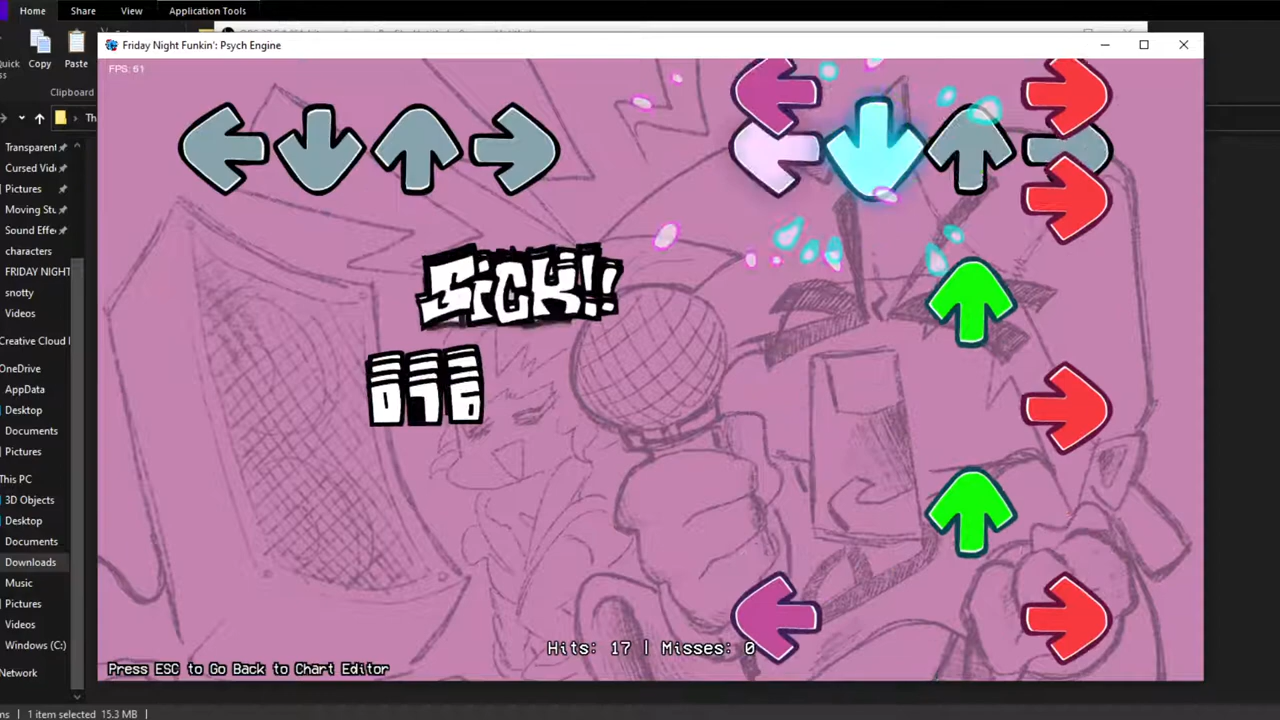 Home Share View Application Tools
Friday Night Funkin': Psych Engine
Copy
Paste
FPS: 61
Clipboard
Th
Transparent
Cursed Vide
Pictures
Moving Stu
Sound Effe
characters
FRIDAY NIGHT
snotty
Videos
Creative Cloud
OneDrive
AppData
Desktop
Documents
Pictures
This PC
3D Objects
Desktop
Documents
Downloads
Music
Pictures
Videos
Windows (C:)
Network
SiCK!!
076
Hits: 17 | Misses: 0
Press ESC to Go Back to Chart Editor
1 item selected 15.3 MB